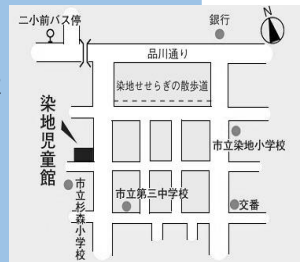 二小前バス停
銀行
N
品川通り
染地せせらぎの散歩道
染地児童館
市立染地小学校
市立杉森小学校
市立第三中学校
交番